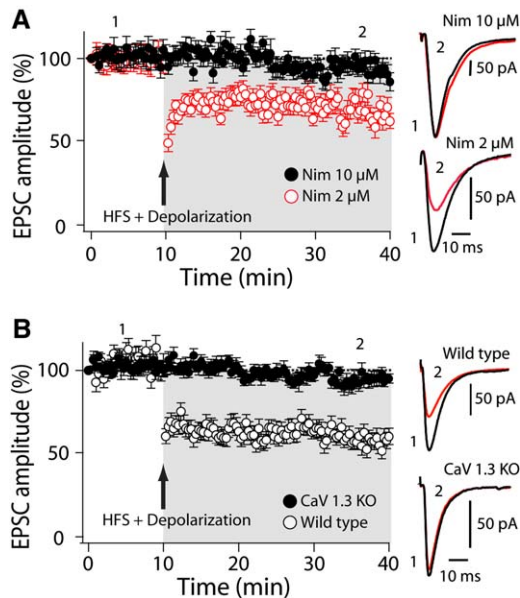 A
1
2
EPSC amplitude (%)
100
50
0
Nim 10 µM
Nim 2 µM
HFS + Depolarization
0 10 20 30 40
Time (min)
Nim 10 µM
2
50 pA
1
Nim 2 µM
2
50 pA
1
10 ms
B
1
2
EPSC amplitude (%)
100
50
0
CaV 1.3 KO
Wild type
HFS + Depolarization
0 10 20 30 40
Time (min)
Wild type
2
50 pA
1
CaV 1.3 KO
2
50 pA
1
10 ms